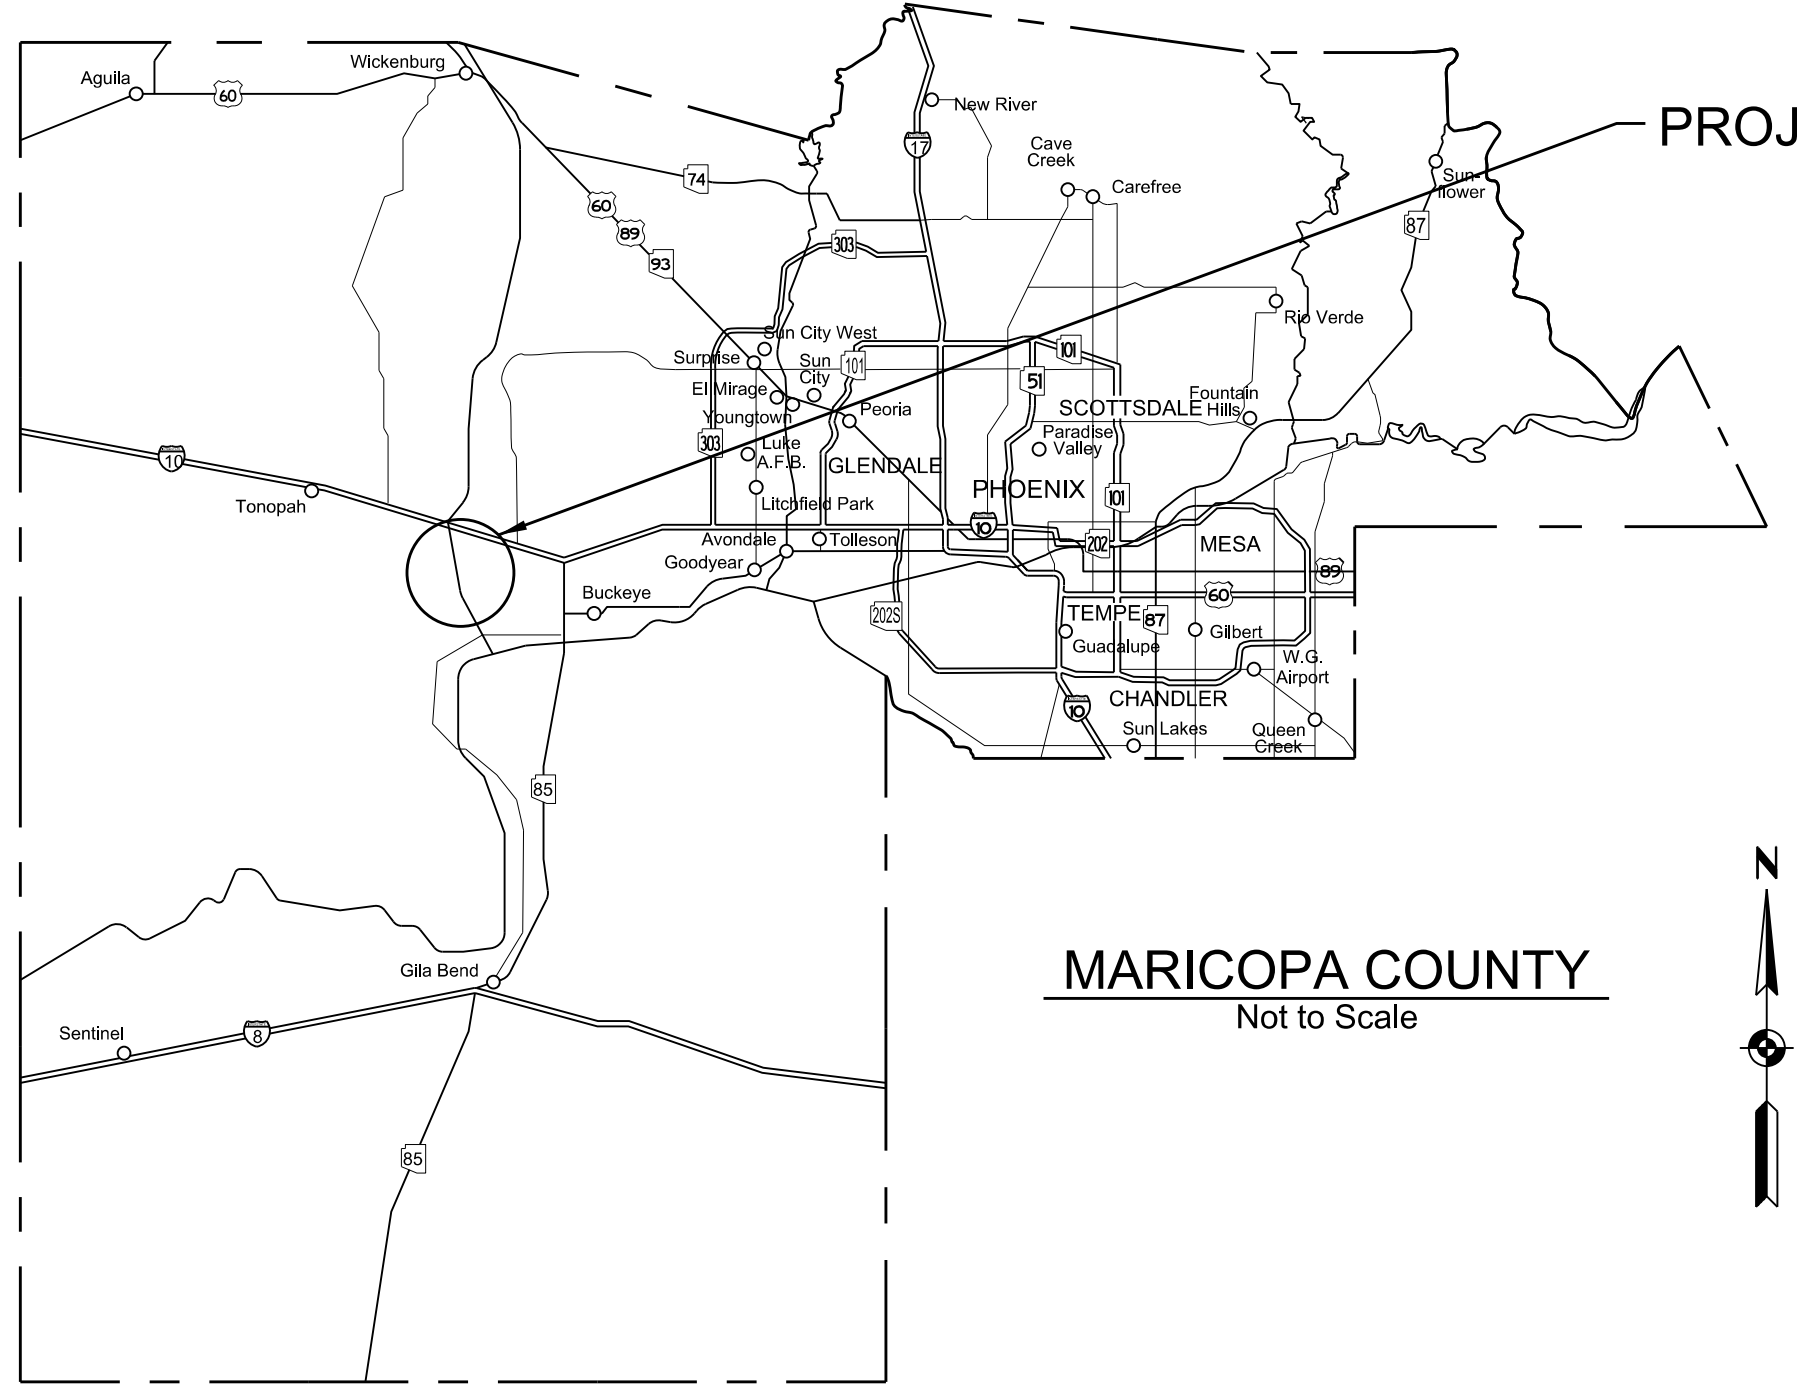 Wickenburg
Aguila
60
New River
PROJ
17
Cave
Creek
Sun-
flower
74
Carefree
60
87
89
303
93
Rio Verde
Sun City West
Surprise
Sun
City
101
101
51
El Mirage
Fountain
Hills
Youngtown
Peoria
SCOTTSDALE
303
Luke
A.F.B.
Paradise
Valley
10
GLENDALE
PHOENIX
101
Tonopah
Litchfield Park
10
Avondale
Tolleson
202
MESA
Goodyear
89
Buckeye
60
202S
TEMPE
87
Guadalupe
Gilbert
W.G.
Airport
10
CHANDLER
Sun Lakes
Queen
Creek
85
N
Gila Bend
MARICOPA COUNTY
Not to Scale
Sentinel
8
85